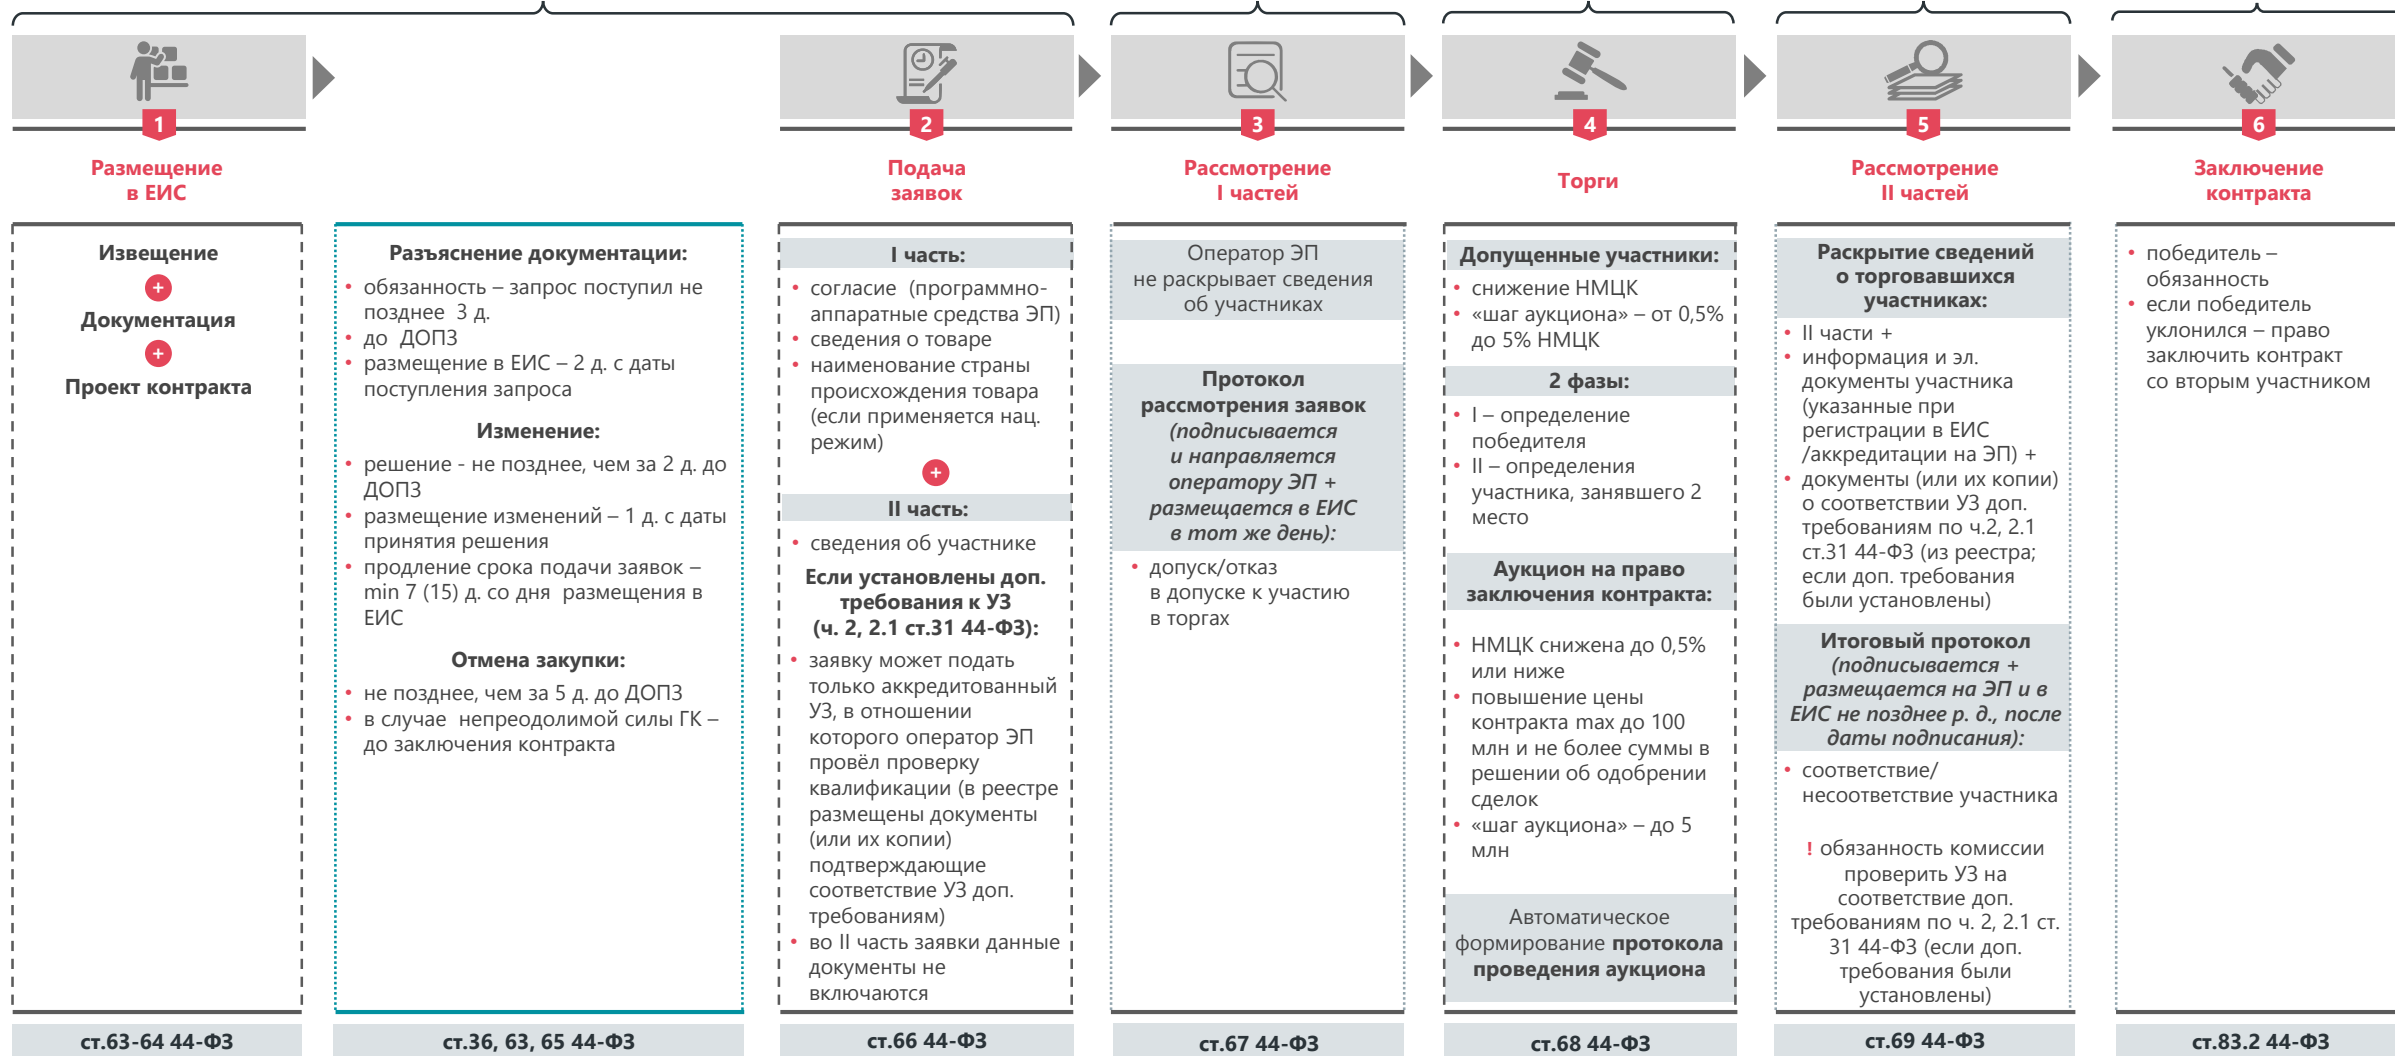 1
Размещение
в ЕИС
Извещение
+
Документация
+
Проект контракта
ст.63-64 44-ФЗ
Разъяснение документации:
• обязанность – запрос поступил не
позднее 3 д.
• до ДОПЗ
• размещение в ЕИС – 2 д. с даты
поступления запроса
Изменение:
• решение - не позднее, чем за 2 д. до
ДОПЗ
• размещение изменений – 1 д. с даты
принятия решения
• продление срока подачи заявок –
min 7 (15) д. со дня размещения в
ЕИС
Отмена закупки:
• не позднее, чем за 5 д. до ДОПЗ
• в случае непреодолимой силы ГК –
до заключения контракта
ст.36, 63, 65 44-ФЗ
2
Подача
заявок
I часть:
• согласие (программно-
аппаратные средства ЭП)
• сведения о товаре
• наименование страны
происхождения товара
(если применяется нац.
режим)
+
II часть:
• сведения об участнике
Если установлены доп.
требования к УЗ
(ч. 2, 2.1 ст.31 44-ФЗ):
• заявку может подать
только аккредитованный
УЗ, в отношении
которого оператор ЭП
провёл проверку
квалификации (в реестре
размещены документы
(или их копии)
подтверждающие
соответствие УЗ доп.
требованиям)
• во II часть заявки данные
документы не
включаются
ст.66 44-ФЗ
3
Рассмотрение
I частей
Оператор ЭП
не раскрывает сведения
об участниках
Протокол
рассмотрения заявок
(подписывается
и направляется
оператору ЭП +
размещается в ЕИС
в тот же день):
• допуск/отказ
в допуске к участию
в торгах
ст.67 44-ФЗ
4
Торги
Допущенные участники:
• снижение НМЦК
• «шаг аукциона» – от 0,5%
до 5% НМЦК
2 фазы:
• I – определение
победителя
• II – определения
участника, занявшего 2
место
Аукцион на право
заключения контракта:
• НМЦК снижена до 0,5%
или ниже
• повышение цены
контракта max до 100
млн и не более суммы в
решении об одобрении
сделок
• «шаг аукциона» – до 5
млн
Автоматическое
формирование протокола
проведения аукциона
ст.68 44-ФЗ
5
Рассмотрение
II частей
Раскрытие сведений
о торговавшихся
участниках:
• II части +
• информация и эл.
документы участника
(указанные при
регистрации в ЕИС
/аккредитации на ЭП) +
• документы (или их копии)
о соответствии УЗ доп.
требованиям по ч.2, 2.1
ст.31 44-ФЗ (из реестра;
если доп. требования
были установлены)
Итоговый протокол
(подписывается +
размещается на ЭП и в
ЕИС не позднее р. д., после
даты подписания):
• соответствие/
несоответствие участника
! обязанность комиссии
проверить УЗ на
соответствие доп.
требованиям по ч. 2, 2.1 ст.
31 44-ФЗ (если доп.
требования были
установлены)
ст.69 44-ФЗ
6
Заключение
контракта
• победитель –
обязанность
• если победитель
уклонился – право
заключить контракт
со вторым участником
ст.83.2 44-ФЗ